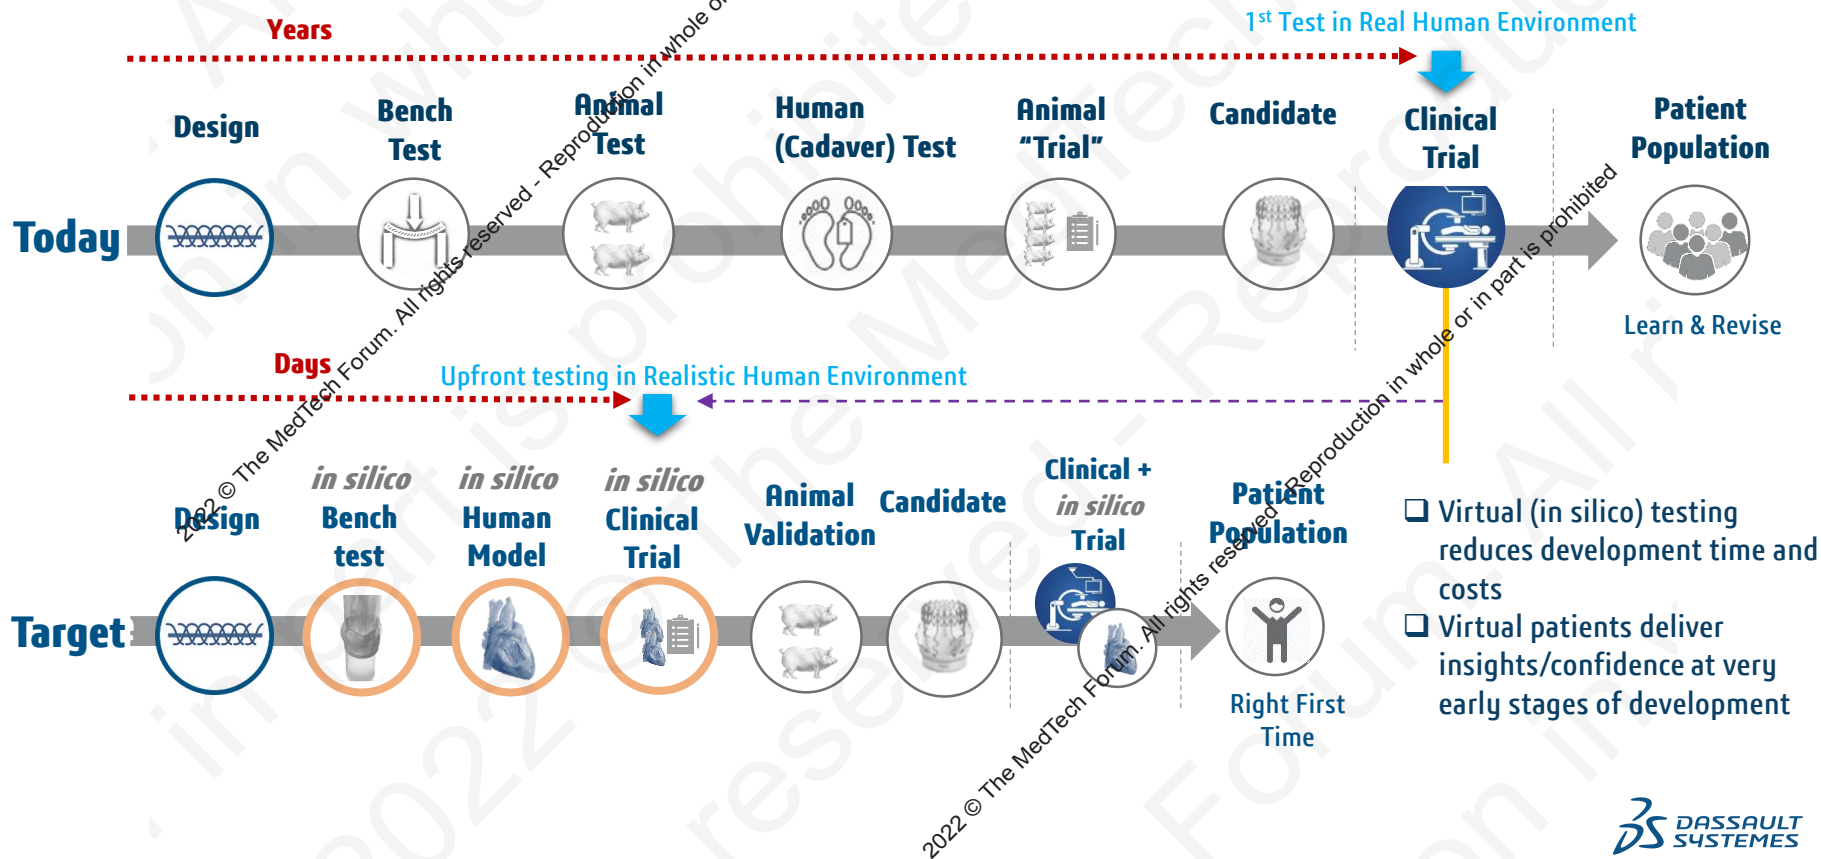 Years
1st Test in Real Human Environment
Design
Bench
Test
Animal
Test
Human
(Cadaver) Test
Animal
“Trial”
Candidate
Clinical
Trial
Patient
Population
Today
Learn & Revise
Days
Upfront testing in Realistic Human Environment
Design
in silico
Bench
test
in silico
Human
Model
in silico
Clinical
Trial
Animal
Validation
Candidate
Clinical +
in silico
Trial
Patient
Population
Target
Right First
Time
❑ Virtual (in silico) testing
reduces development time and
costs
❑ Virtual patients deliver
insights/confidence at very
early stages of development
2022 © The MedTech Forum. All rights reserved - Reproduction in whole or
2022 © The MedTech Forum. All rights reserved - Reproduction in whole or in part is prohibited
DASSAULT
SYSTEMES